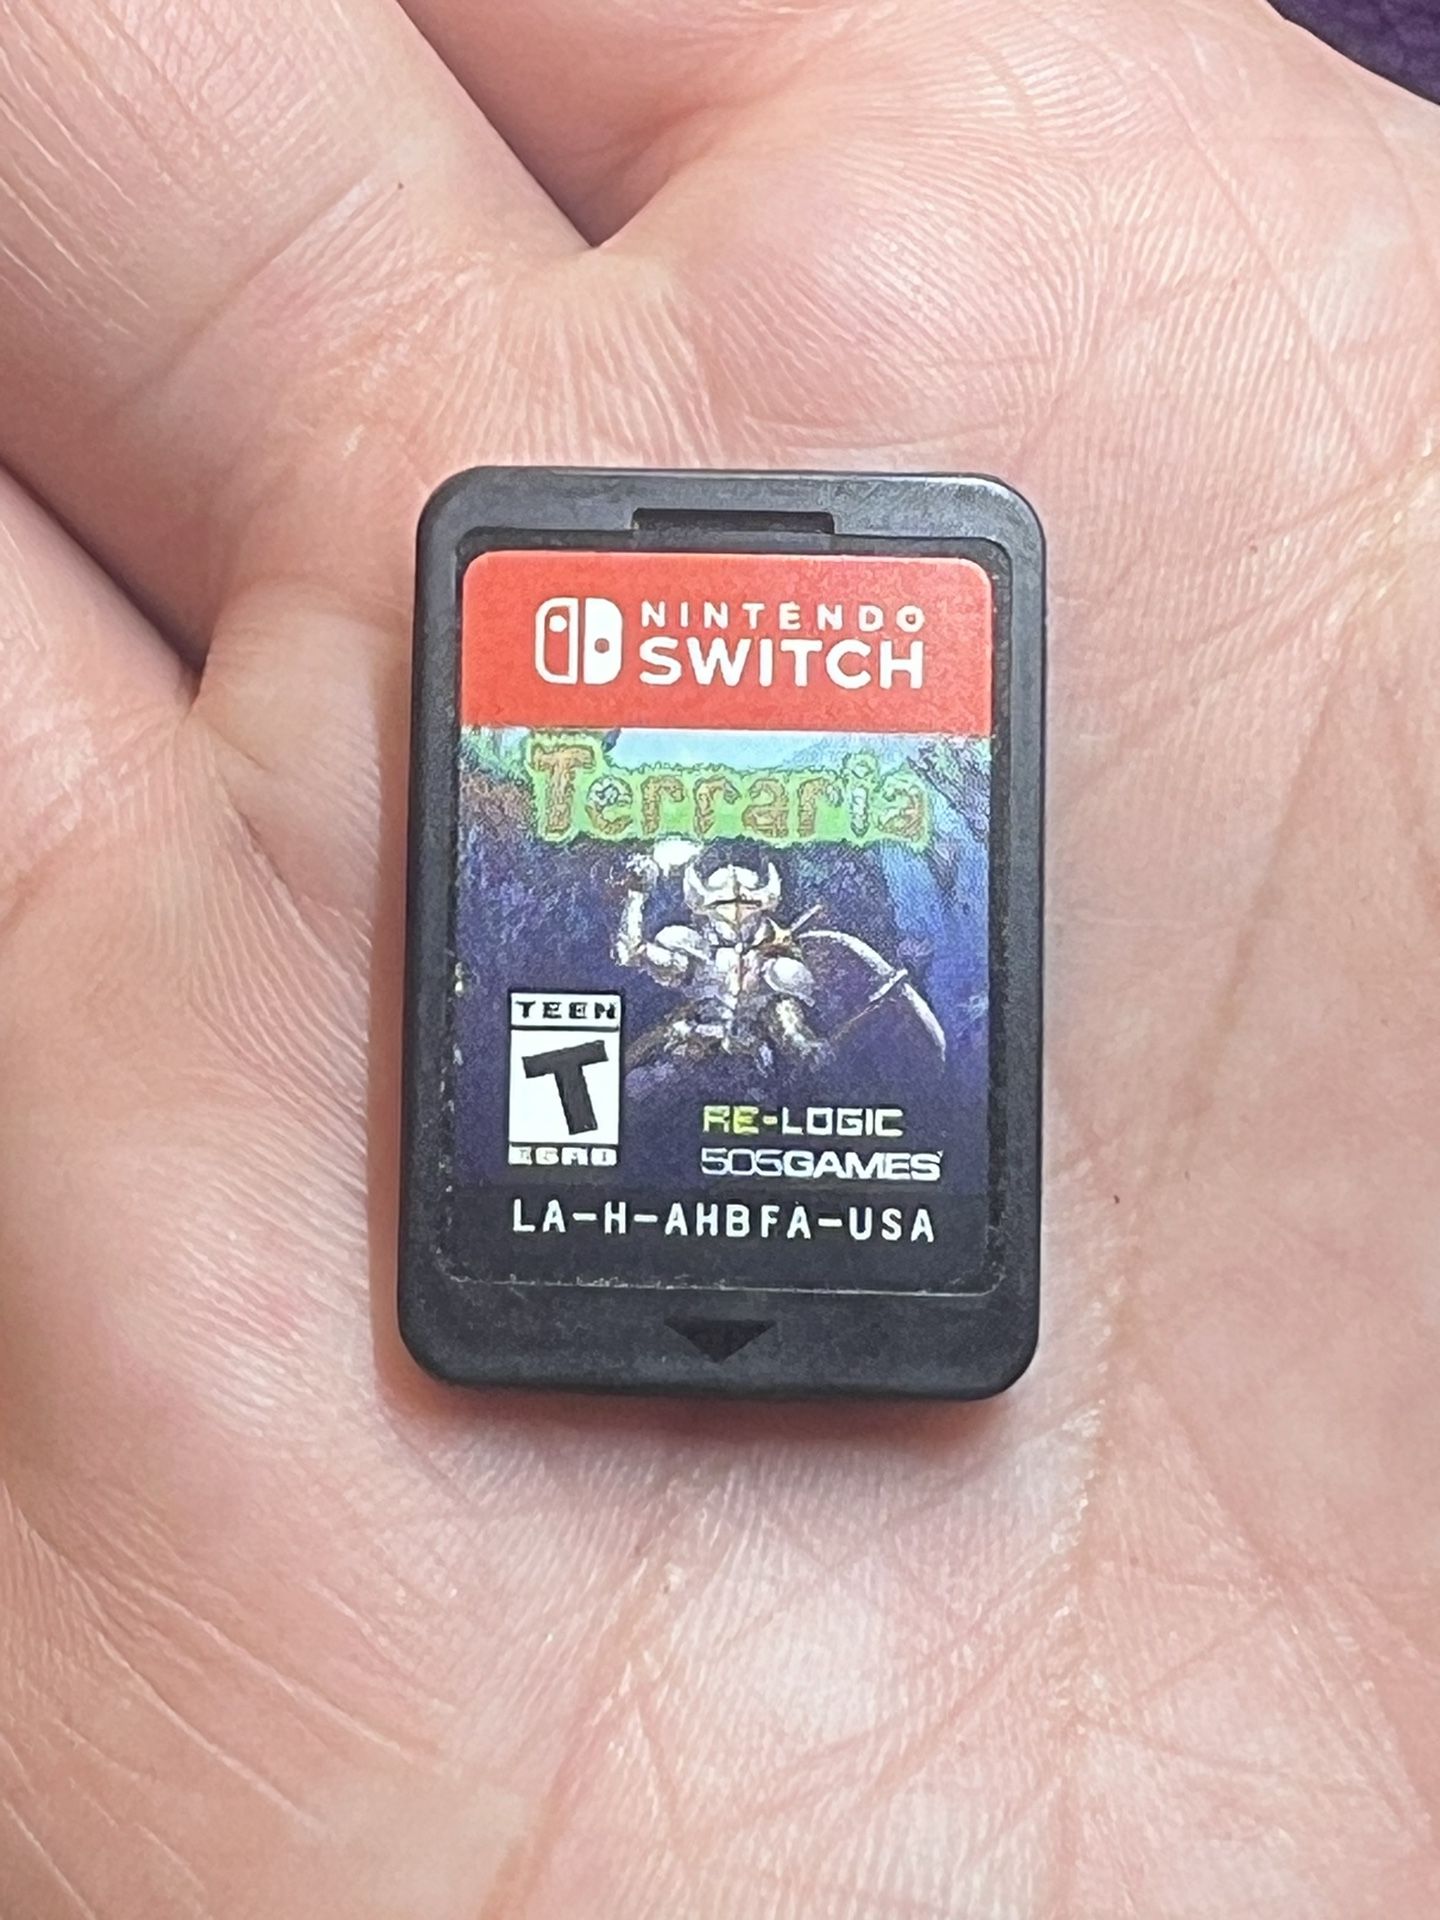 NINTENDO
SWITCH
Terraria
TEEN
T
ESRB
RE-LOGIC
505GAMES
LA-H-AHBFA-USA